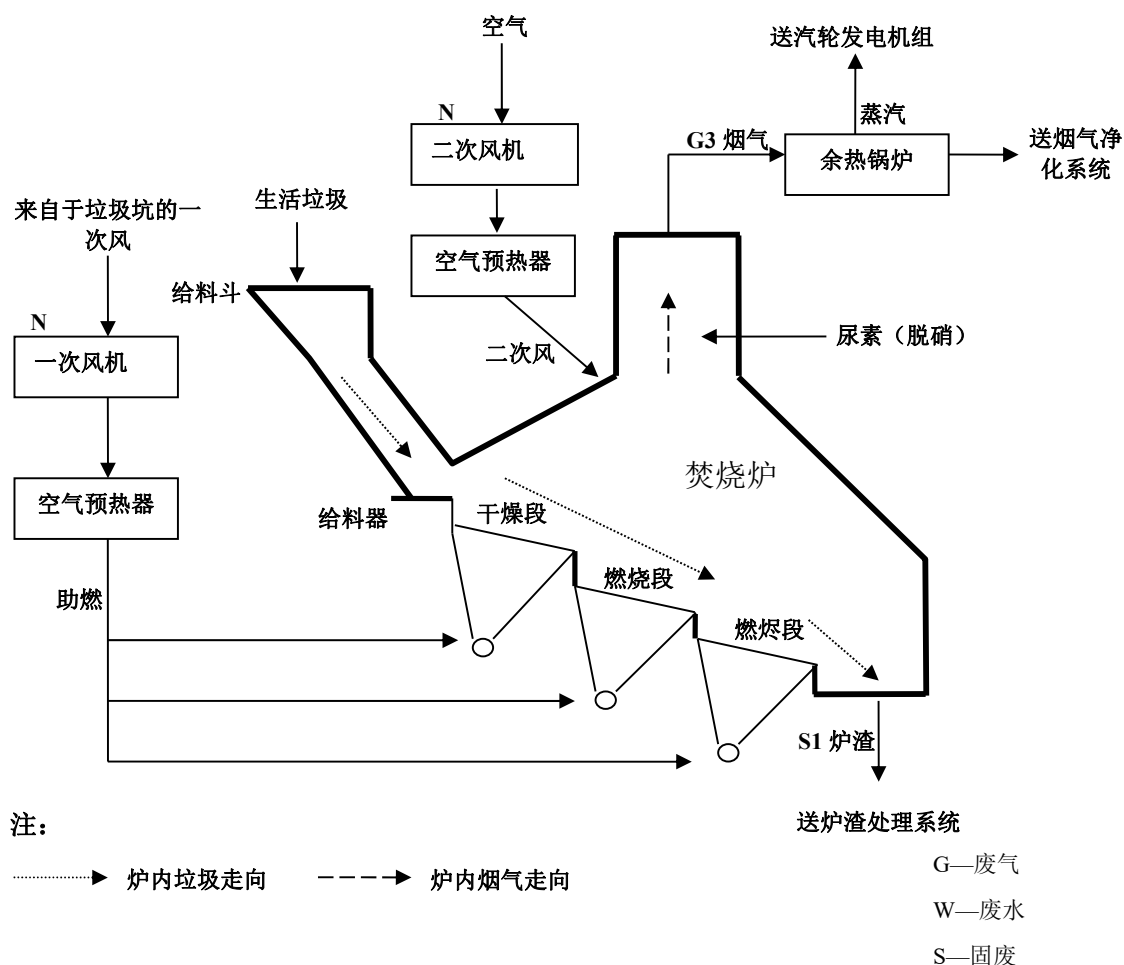 空气
送汽轮发电机组
N
二次风机
G3 烟气
蒸汽
余热锅炉
送烟气净
化系统
来自于垃圾坑的一
次风
生活垃圾
空气预热器
给料斗
N
一次风机
二次风
尿素（脱硝）
焚烧炉
空气预热器
给料器
干燥段
燃烧段
助燃
燃烬段
S1 炉渣
注：
送炉渣处理系统
炉内垃圾走向
炉内烟气走向
G—废气
W—废水
S—固废